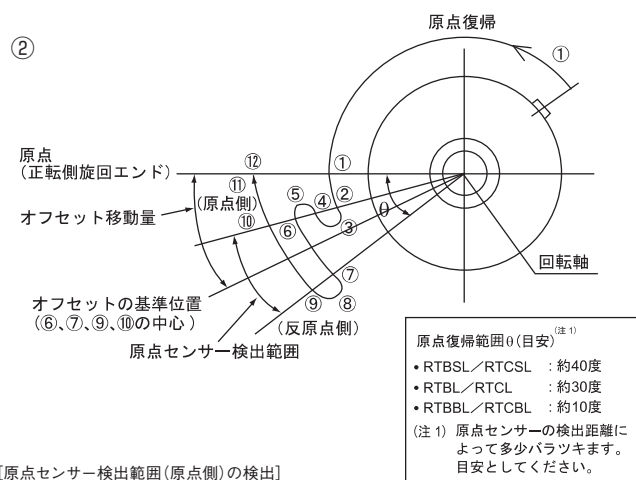 ②
原点復帰
①
原点
(正転側旋回エンド)
⑫
①
⑪
(原点側)
⑩
⑤
④
②
③
⑥
θ
オフセット移動量
⑦
⑨
⑧
回転軸
オフセットの基準位置
(⑥、⑦、⑨、⑩の中心)
(反原点側)
原点センサー検出範囲
原点復帰範囲θ(目安)(注1)
• RTBSL／RTCSL :約40度
• RTBL／RTCL :約30度
• RTBBL／RTCBL :約10度
(注1) 原点センサーの検出距離に
よって多少バラツキます。
目安としてください。
[原点センサー検出範囲(原点側)の検出]